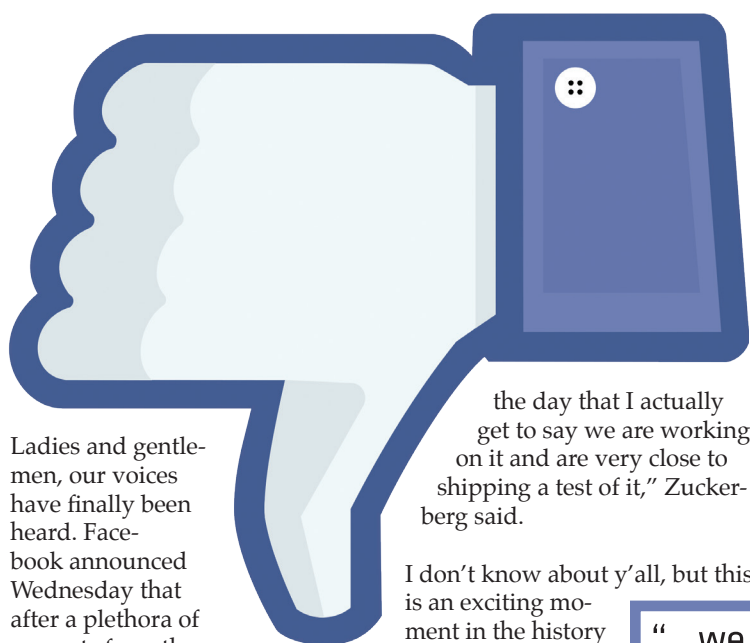 Ladies and gentle-
men, our voices
have finally been
heard. Face-
book announced
Wednesday that
after a plethora of
the day that I actually
get to say we are working
on it and are very close to
shipping a test of it,” Zucker-
berg said.
I don’t know about y’all, but this
is an exciting mo-
ment in the history
“...we